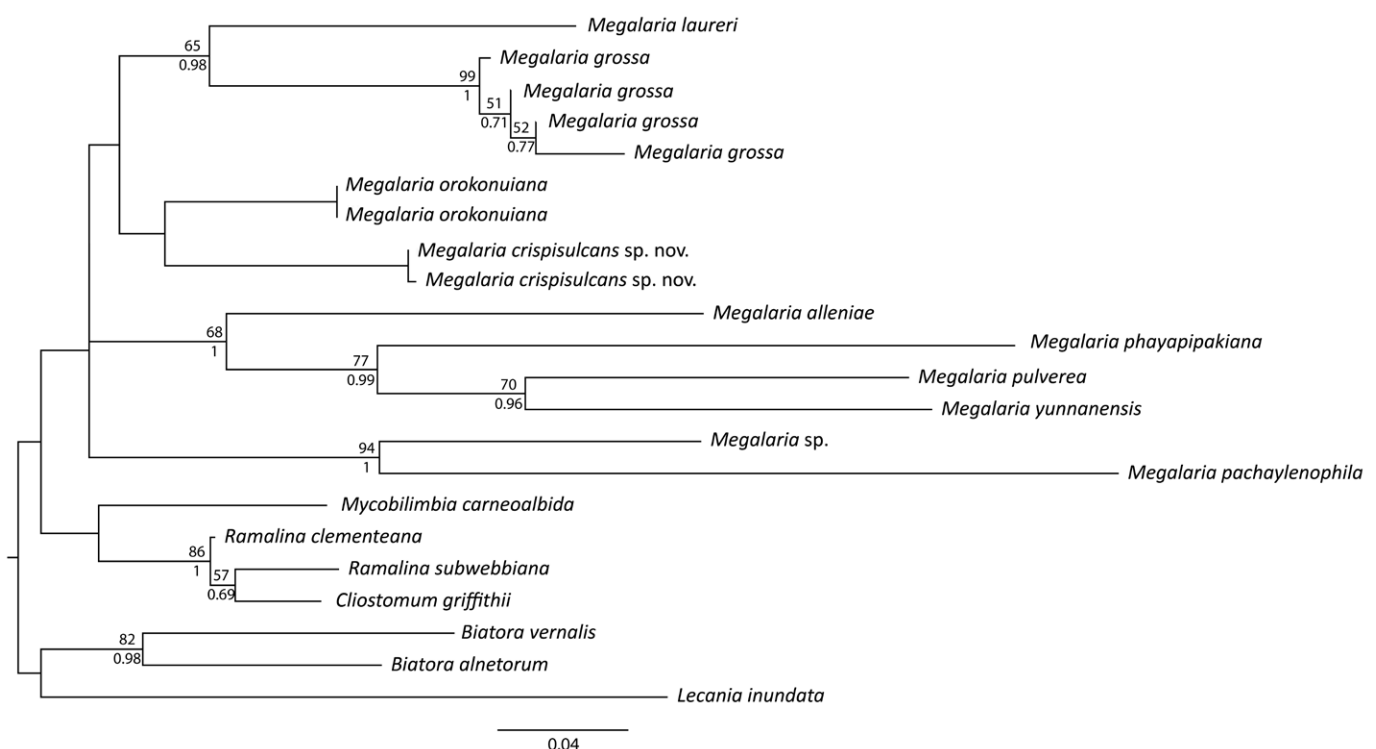 Megalaria laureri
65
0.98
Megalaria grossa
99
1
Megalaria grossa
51
0.71
Megalaria grossa
52
0.77
Megalaria grossa
Megalaria orokonuiana
Megalaria orokonuiana
Megalaria crispisulcans sp. nov.
Megalaria crispisulcans sp. nov.
Megalaria alleniae
68
1
Megalaria phayapipakiana
77
0.99
Megalaria pulverea
70
0.96
Megalaria yunnanensis
Megalaria sp.
94
1
Megalaria pachaylenophila
Mycobilimbia carneoalbida
Ramalina clementeana
86
1
Ramalina subwebbiana
57
0.69
Cliostomum griffithii
Biatora vernalis
82
0.98
Biatora alnetorum
Lecania inundata
0.04